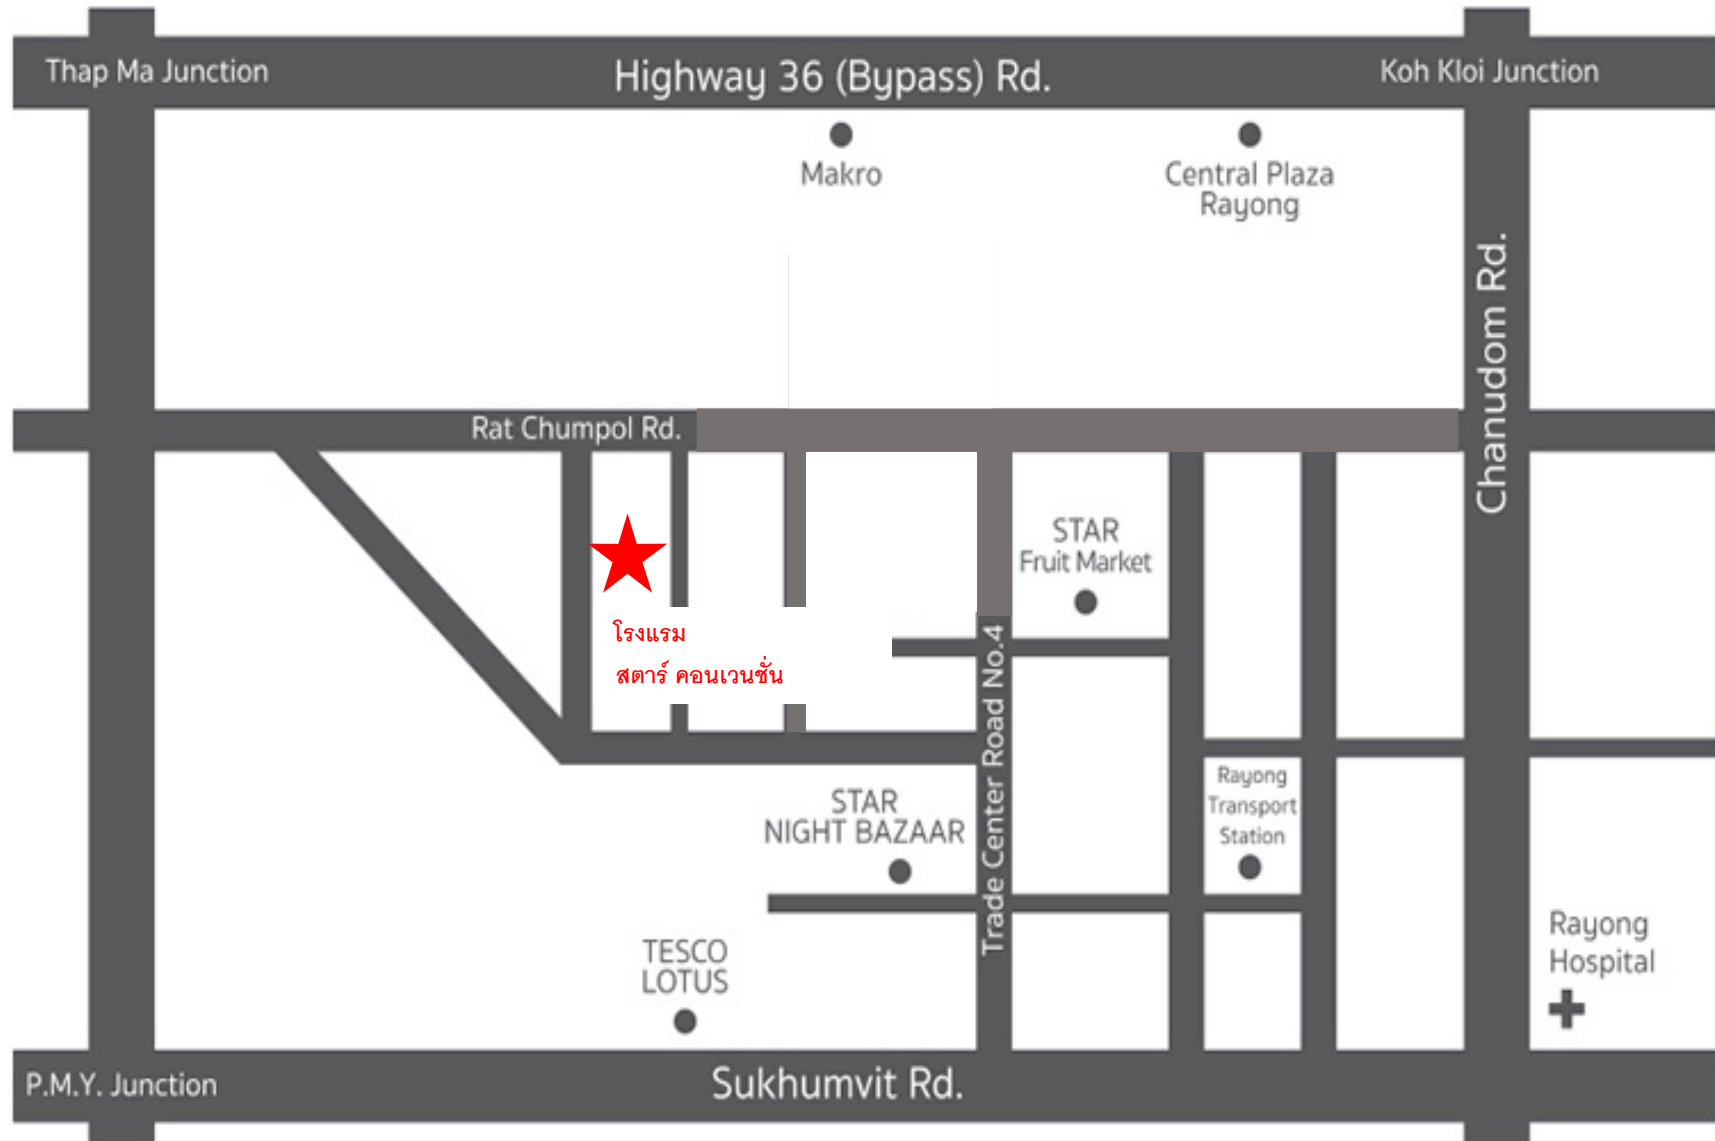 Thap Ma Junction
Highway 36 (Bypass) Rd.
Koh Kloi Junction
Makro
Central Plaza
Rayong
Chanudom Rd.
Rat Chumpol Rd.
STAR
Fruit Market
โรงแรม
สตาร์ คอนเวนชั่น
Trade Center Road No.4
STAR
NIGHT BAZAAR
Rayong
Transport
Station
TESCO
LOTUS
Rayong
Hospital
P.M.Y. Junction
Sukhumvit Rd.